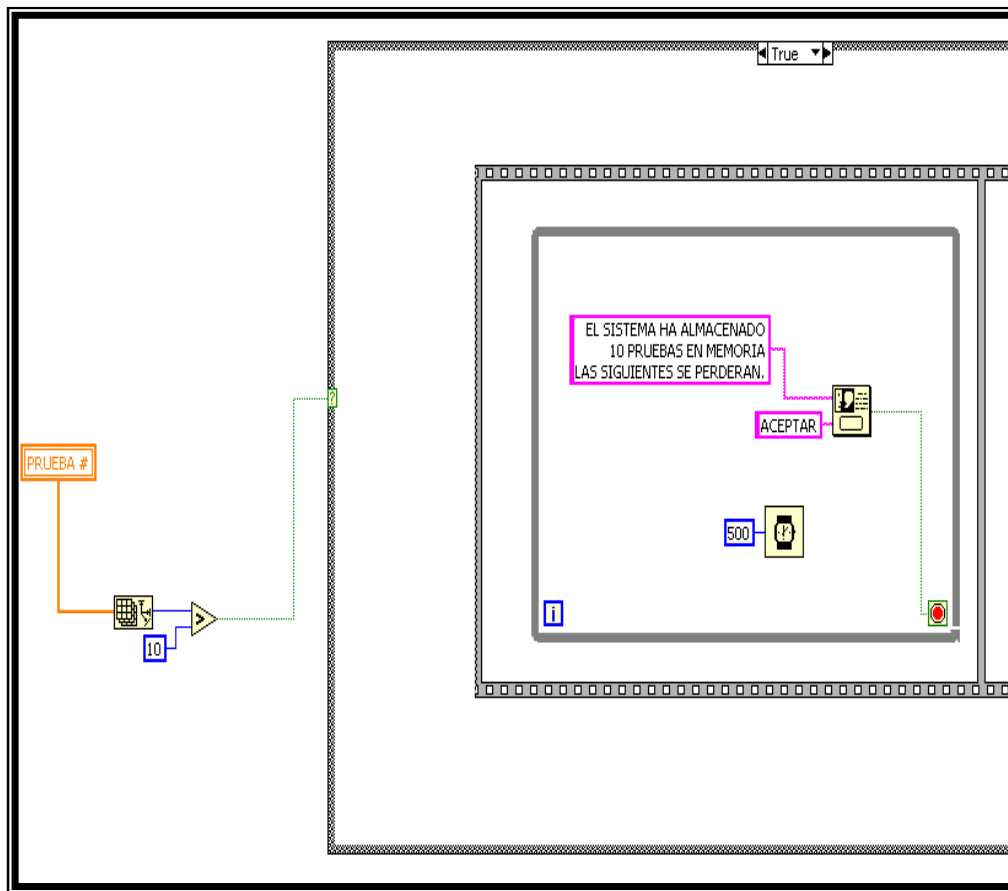 True
EL SISTEMA HA ALMACENADO
10 PRUEBAS EN MEMORIA
LAS SIGUIENTES SE PERDERAN.
?
ACEPTAR
PRUEBA #
500
i
>
10